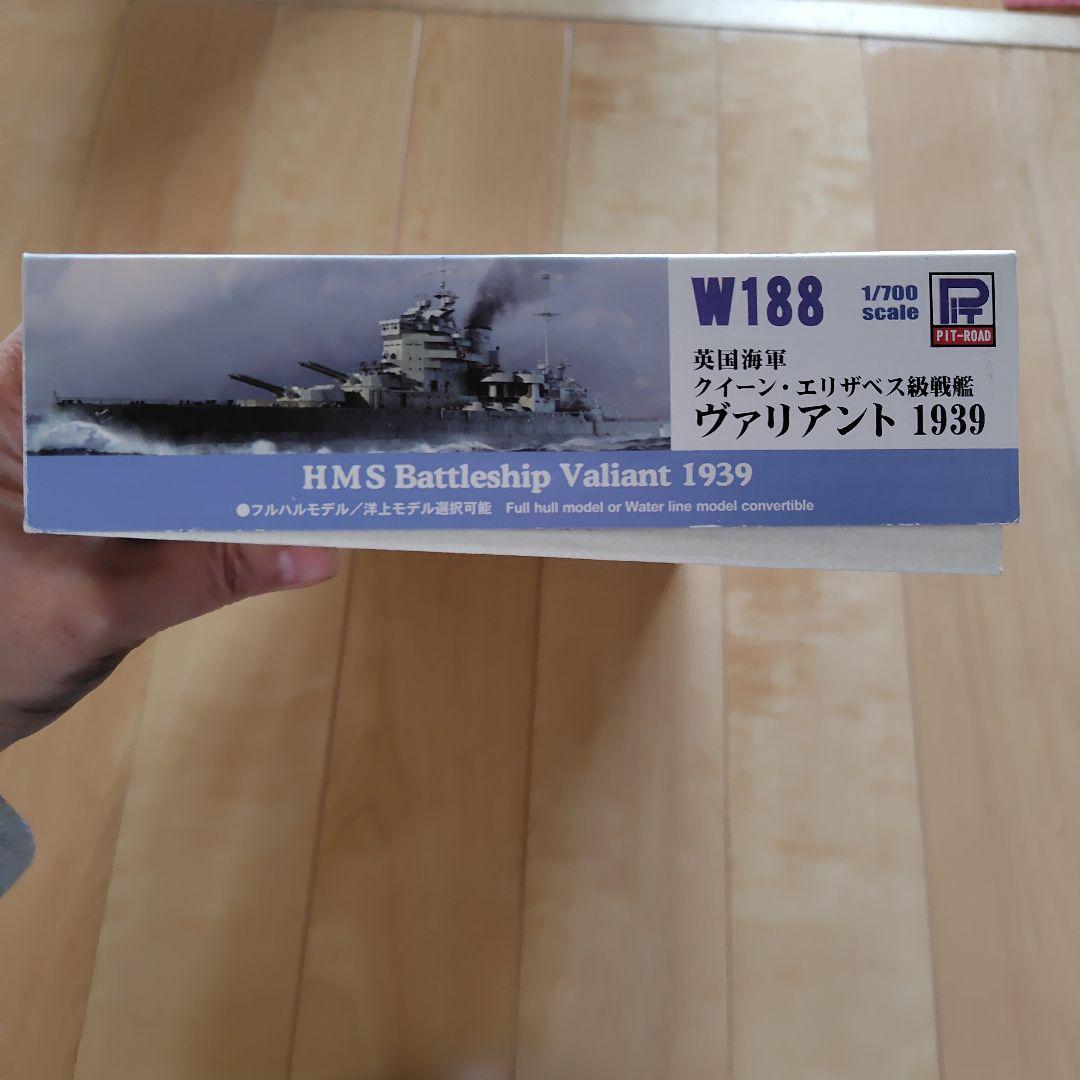 W188
1/700
scale
PIT
PIT-ROAD
英国海軍
クイーン・エリザベス級戦艦
ヴァリアント 1939
HMS Battleship Valiant 1939
●フルハルモデル／洋上モデル選択可能 Full hull model or Water line model convertible